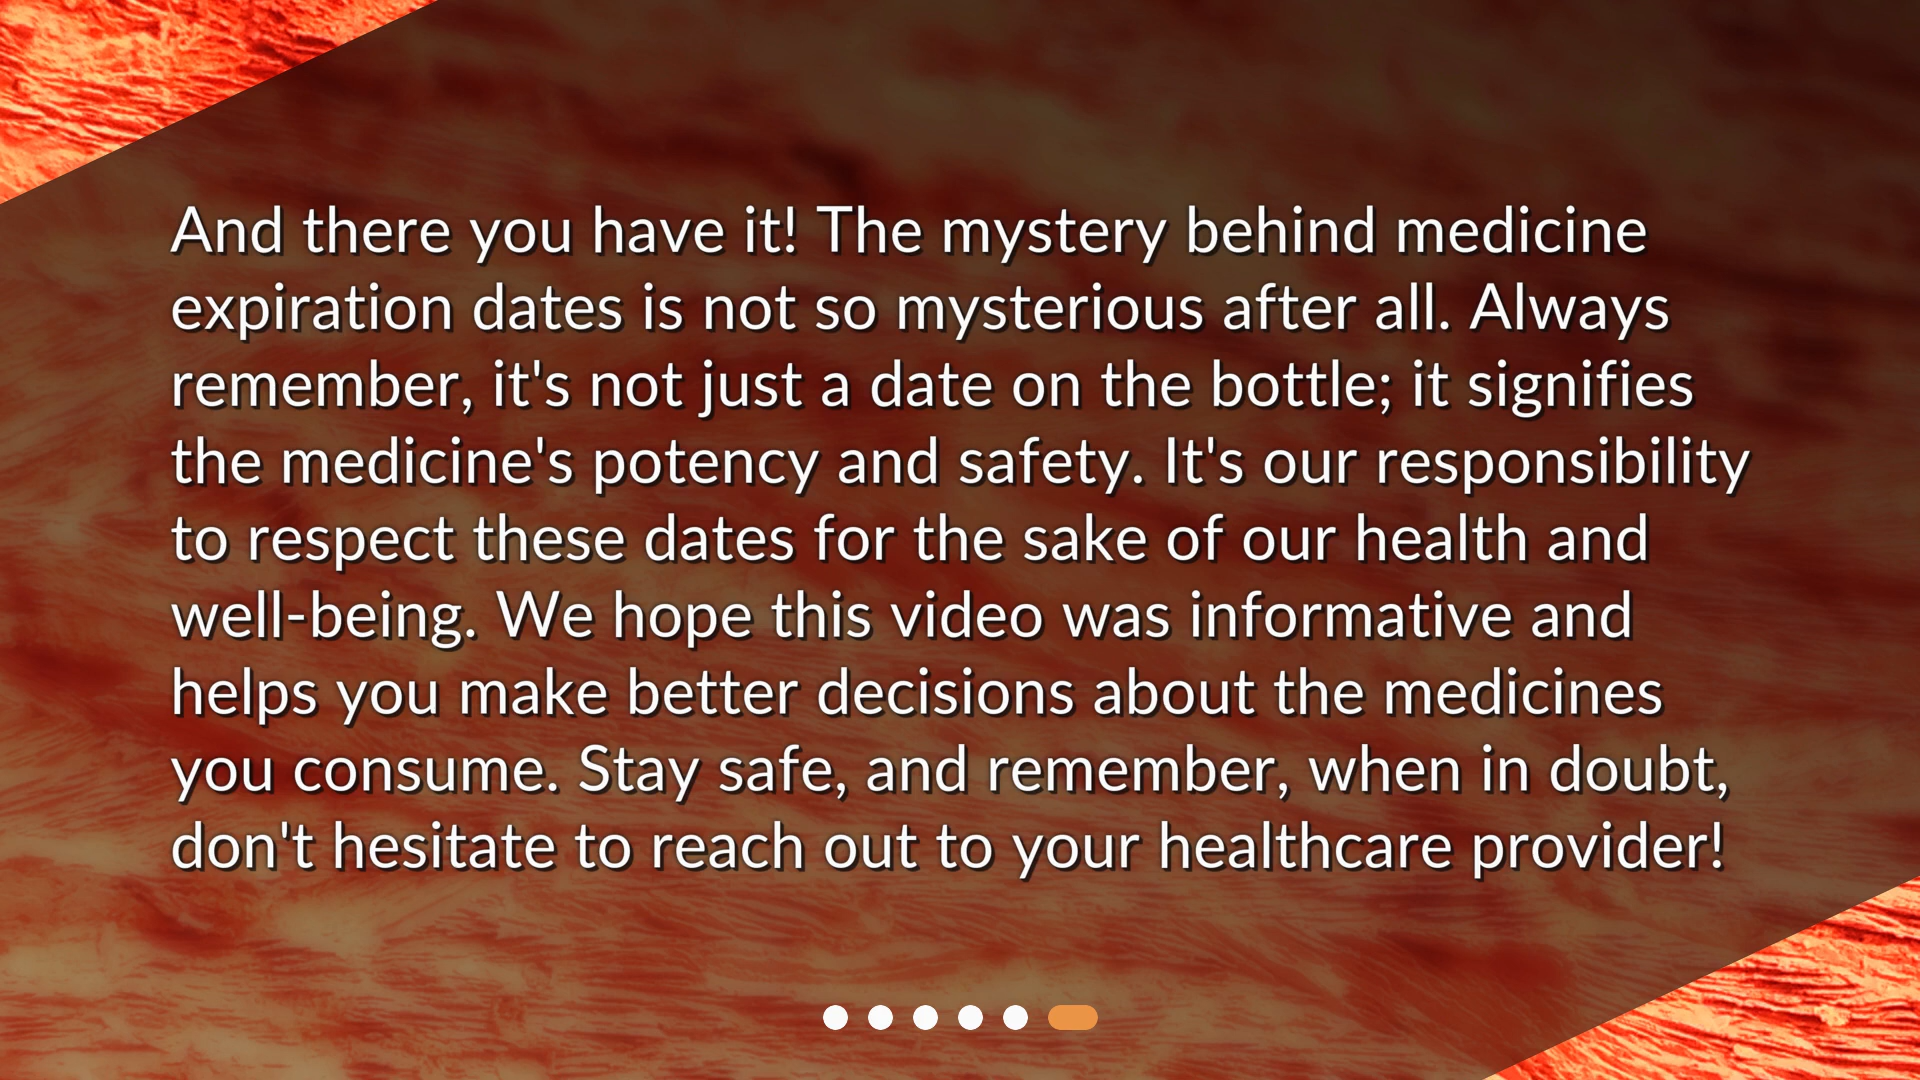 And there you have it! The mystery behind medicine
expiration dates is not so mysterious after all. Always
remember, it's not just a date on the bottle; it signifies
the medicine's potency and safety. It's our responsibility
to respect these dates for the sake of our health and
well-being. We hope this video was informative and
helps you make better decisions about the medicines
you consume. Stay safe, and remember, when in doubt,
don't hesitate to reach out to your healthcare provider!